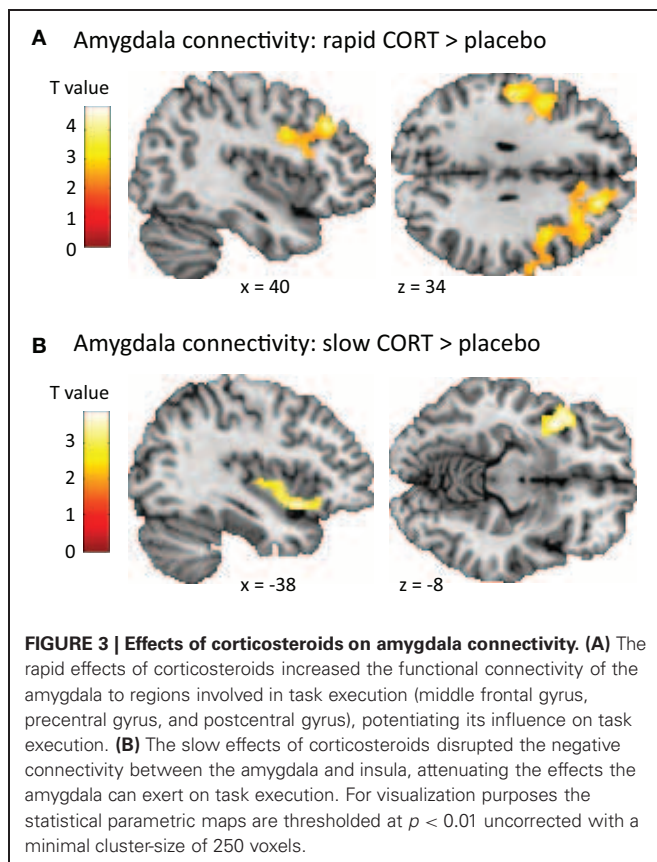 A Amygdala connectivity: rapid CORT > placebo
T value
4
3
2
1
0
x = 40
z = 34
B Amygdala connectivity: slow CORT > placebo
T value
3
2
1
0
x = -38
z = -8
FIGURE 3 | Effects of corticosteroids on amygdala connectivity. (A) The
rapid effects of corticosteroids increased the functional connectivity of the
amygdala to regions involved in task execution (middle frontal gyrus,
precentral gyrus, and postcentral gyrus), potentiating its influence on task
execution. (B) The slow effects of corticosteroids disrupted the negative
connectivity between the amygdala and insula, attenuating the effects the
amygdala can exert on task execution. For visualization purposes the
statistical parametric maps are thresholded at p < 0.01 uncorrected with a
minimal cluster-size of 250 voxels.